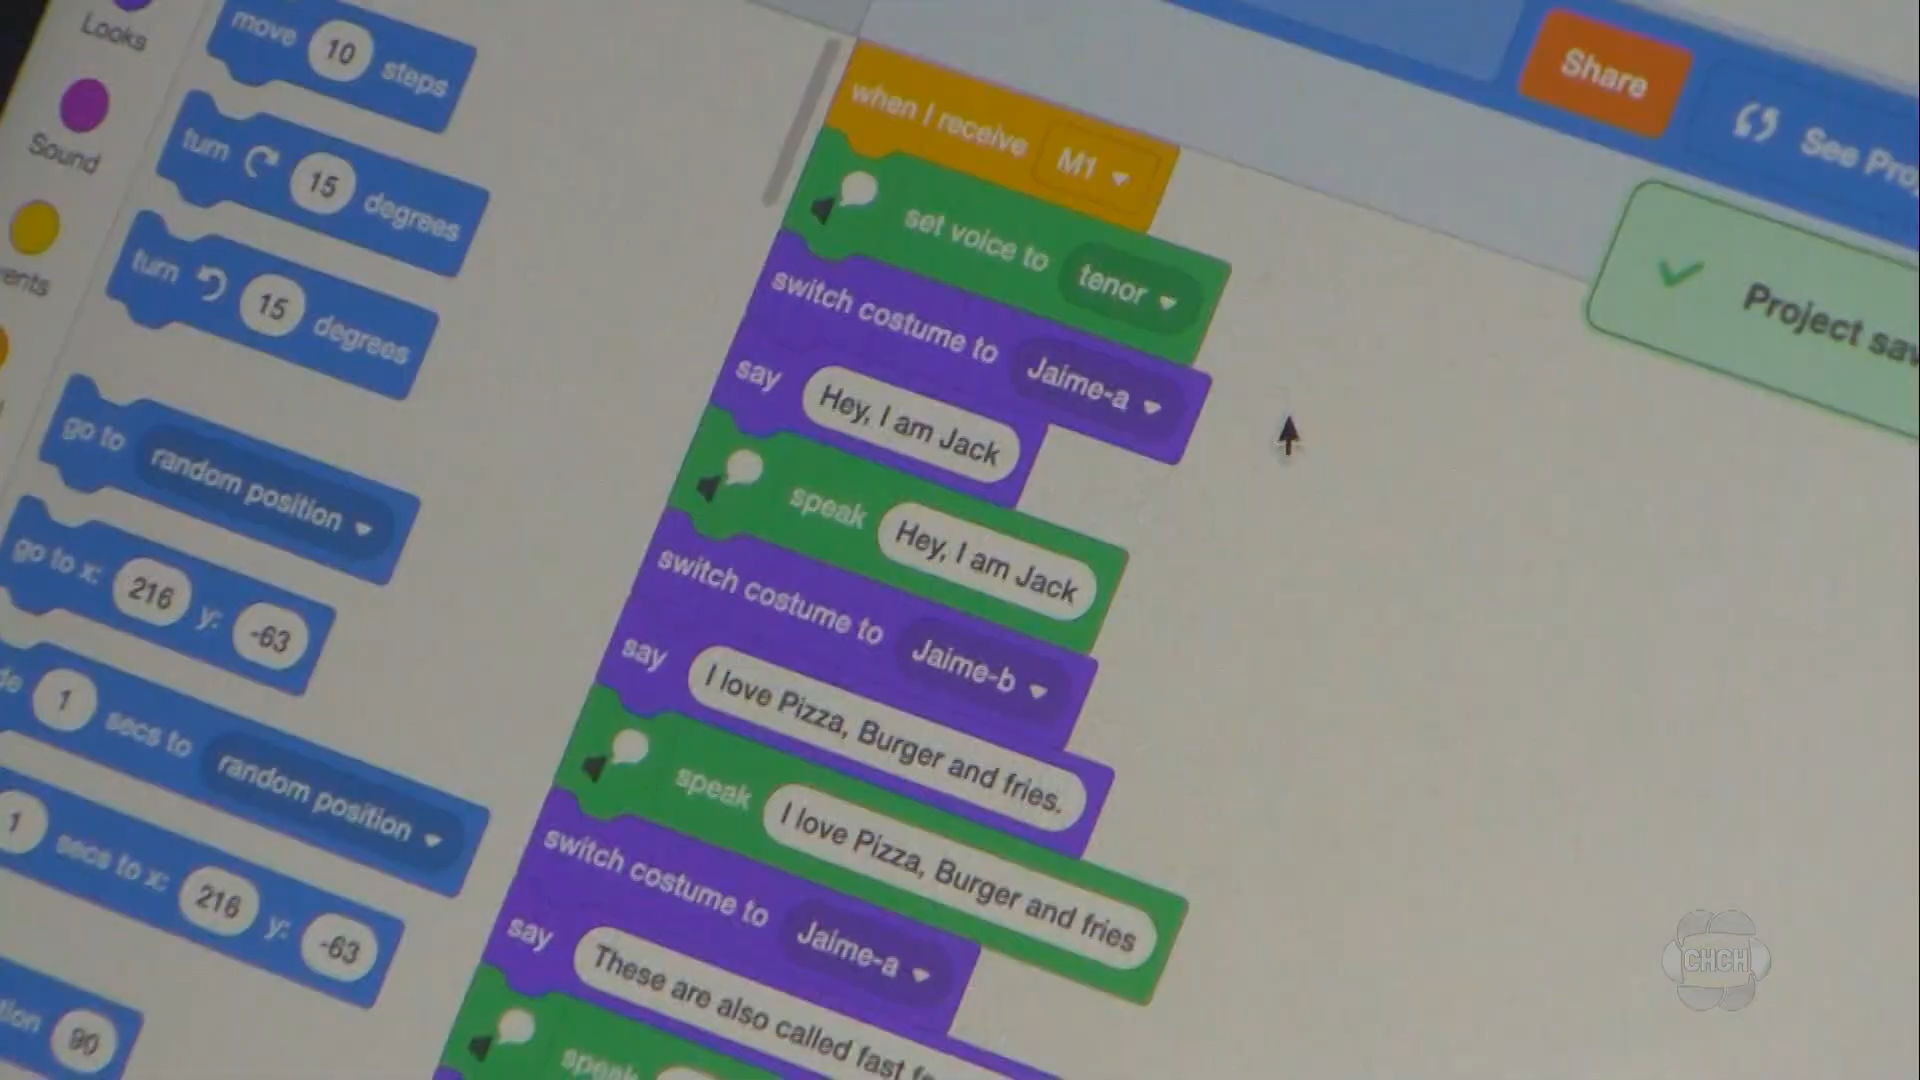 Looks
Sound
move 10 steps
turn 15 degrees
turn 15 degrees
go to random position
go to x: 216 y: -63
1 secs to random position
1 secs to x: 216 y: -63
90
when I receive M1
set voice to tenor
switch costume to Jaime-a
say Hey, I am Jack
speak Hey, I am Jack
switch costume to Jaime-b
say I love Pizza, Burger and fries.
speak I love Pizza, Burger and fries
switch costume to Jaime-a
say These are also called fast
speak
Share
See
Project
CHCH